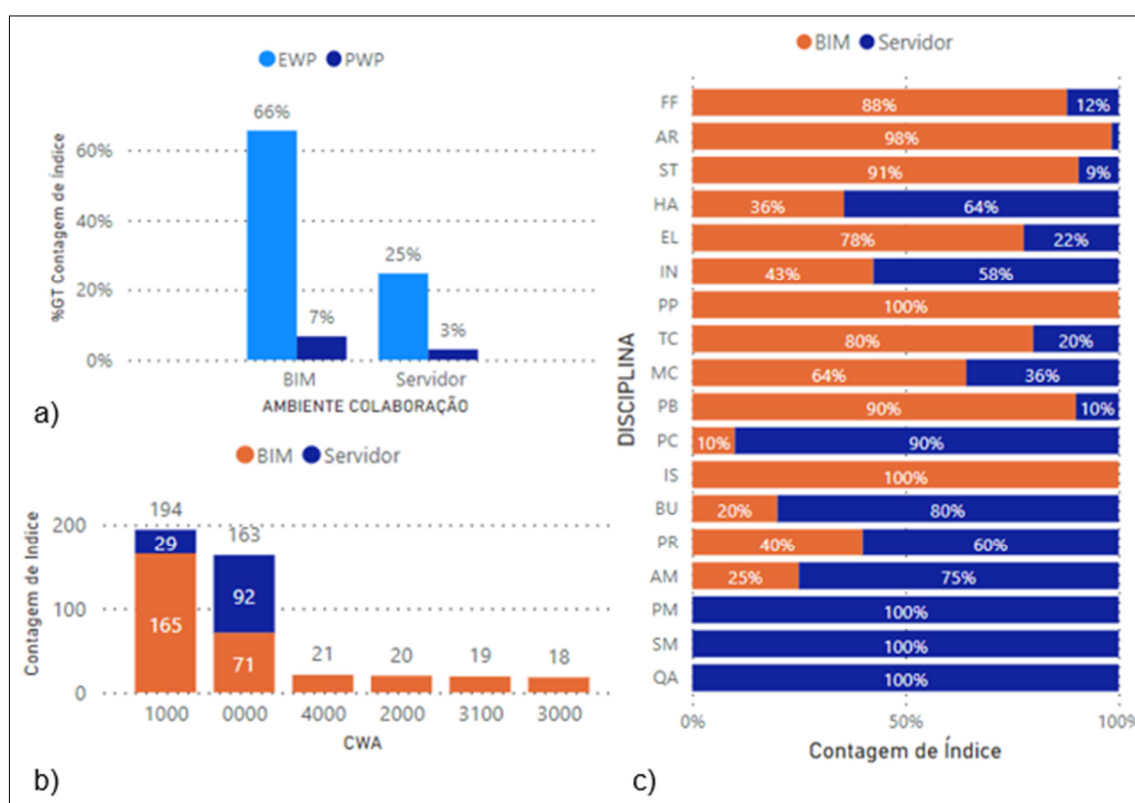 EWP PWP
%GT Contagem de Índice
60%
40%
20%
0%
66%
7%
25%
3%
BIM Servidor
AMBIENTE COLABORAÇÃO
a)
BIM Servidor
Contagem de Indice
200
100
0
194
29
165
163
92
71
21
20
19
18
1000 0000 4000 2000 3100 3000
CWA
b)
BIM Servidor
DISCIPLINA
FF 88% 12%
AR 98%
ST 91% 9%
HA 36% 64%
EL 78% 22%
IN 43% 58%
PP 100%
TC 80% 20%
MC 64% 36%
PB 90% 10%
PC 10% 90%
IS 100%
BU 20% 80%
PR 40% 60%
AM 25% 75%
PM 100%
SM 100%
QA 100%
0% 50% 100%
Contagem de Índice
c)